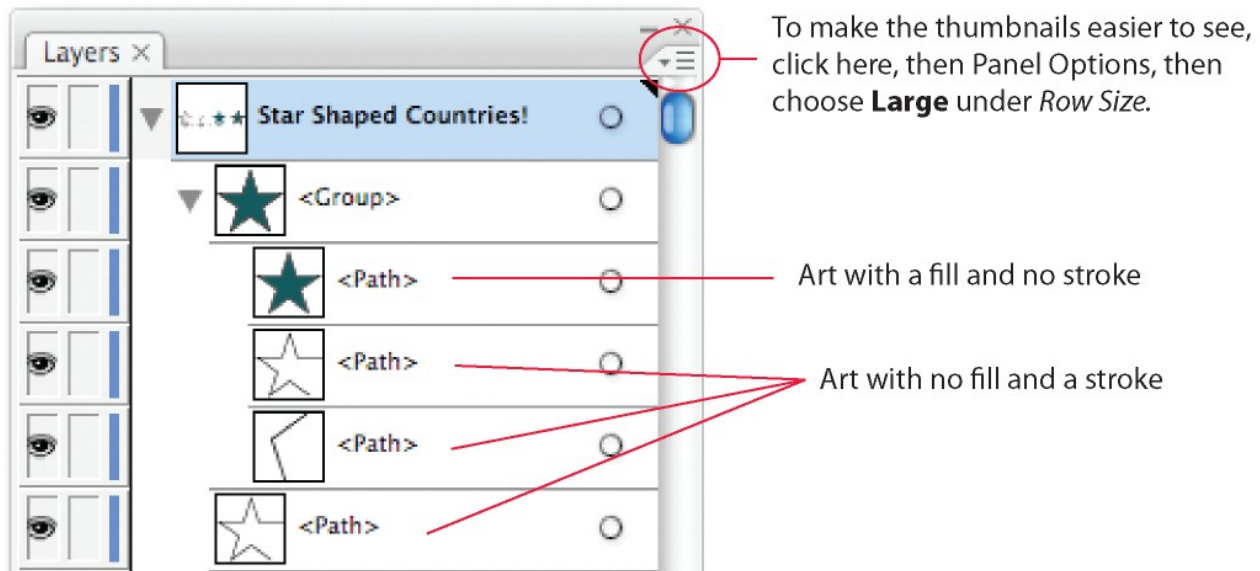 Layers
To make the thumbnails easier to see,
click here, then Panel Options, then
choose Large under Row Size.
Star Shaped Countries!
<Group>
<Path>
Art with a fill and no stroke
<Path>
Art with no fill and a stroke
<Path>
<Path>